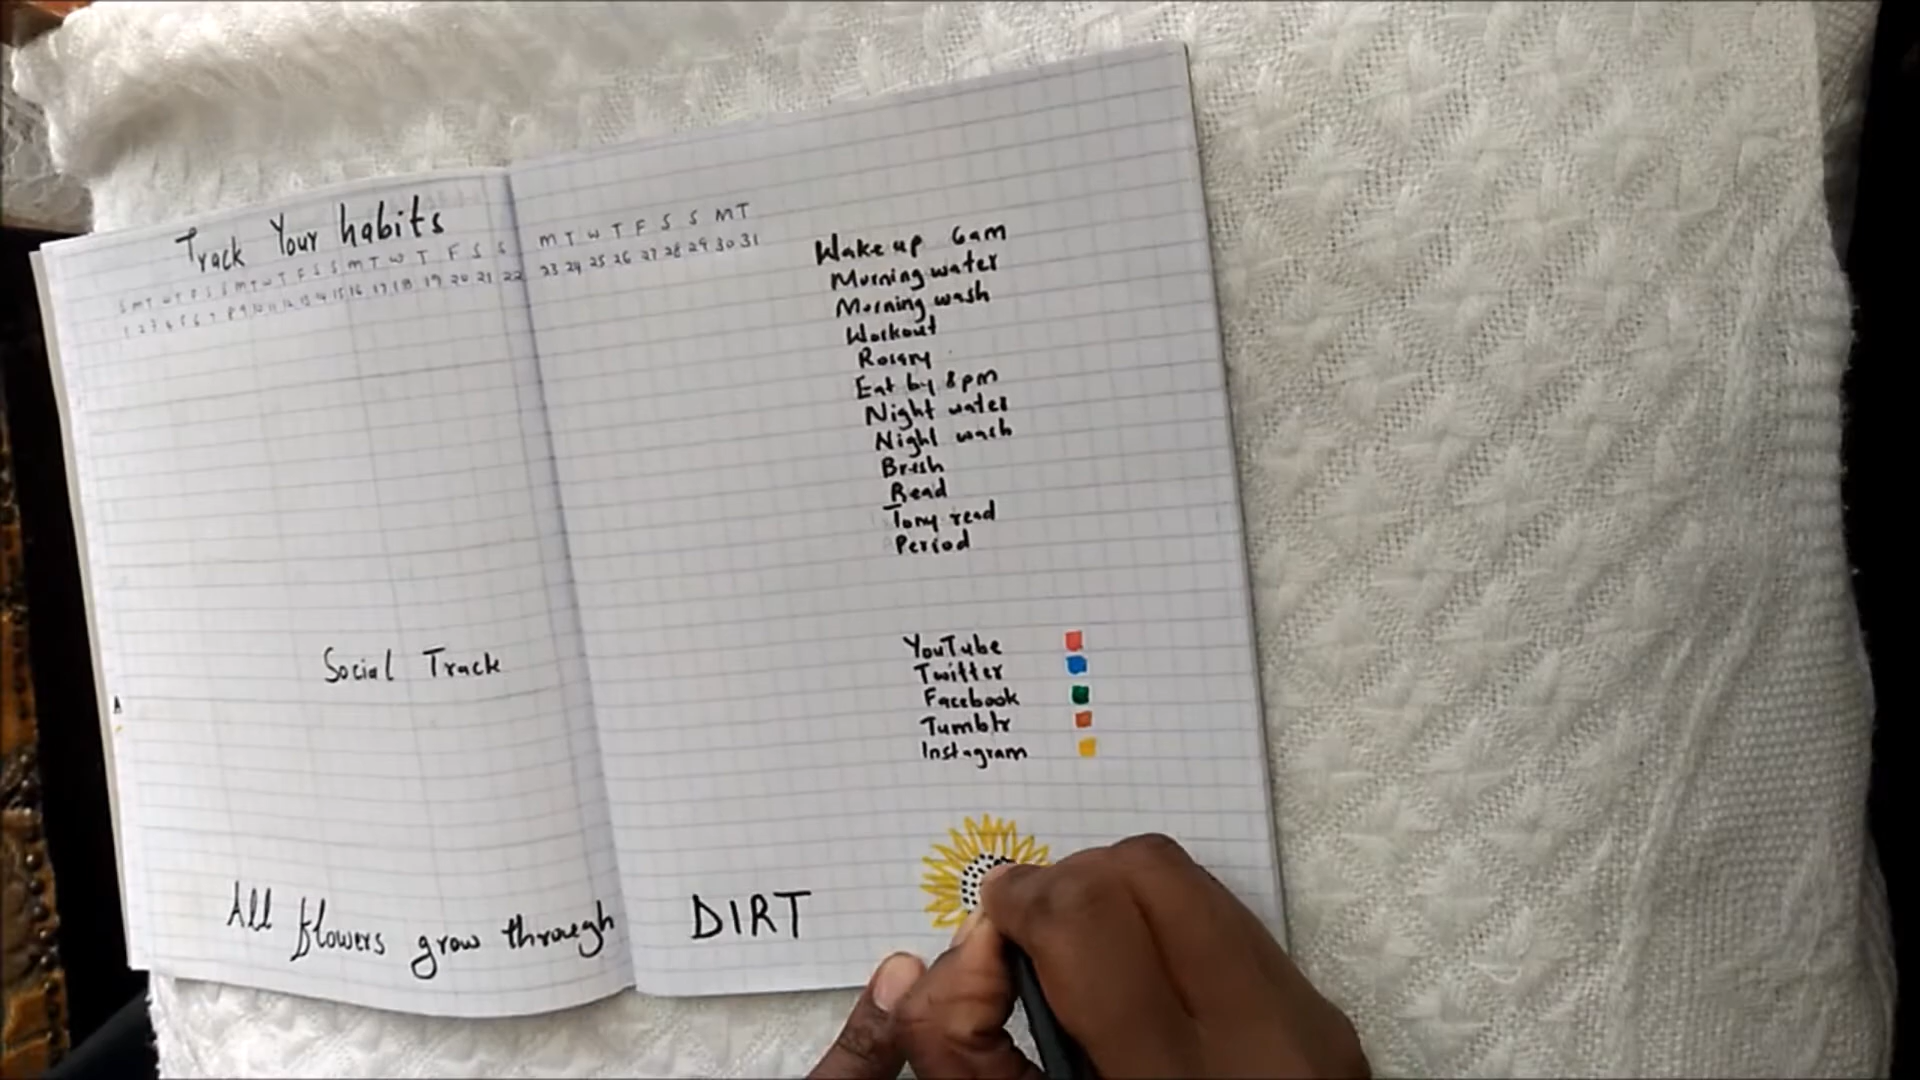 Track Your habits
S M T W T F S S M T W T F S S M T W T F S S M T W T F S S M T
1 2 3 4 5 6 7 8 9 10 11 12 13 14 15 16 17 18 19 20 21 22 23 24 25 26 27 28 29 30 31
Wake up 6am
Morning water
Morning wash
Workout
Rosary
Eat by 8pm
Night water
Night wash
Brush
Read
Tony read
Period
Social Track
YouTube
Twitter
Facebook
Tumblr
Instagram
All flowers grow through DIRT